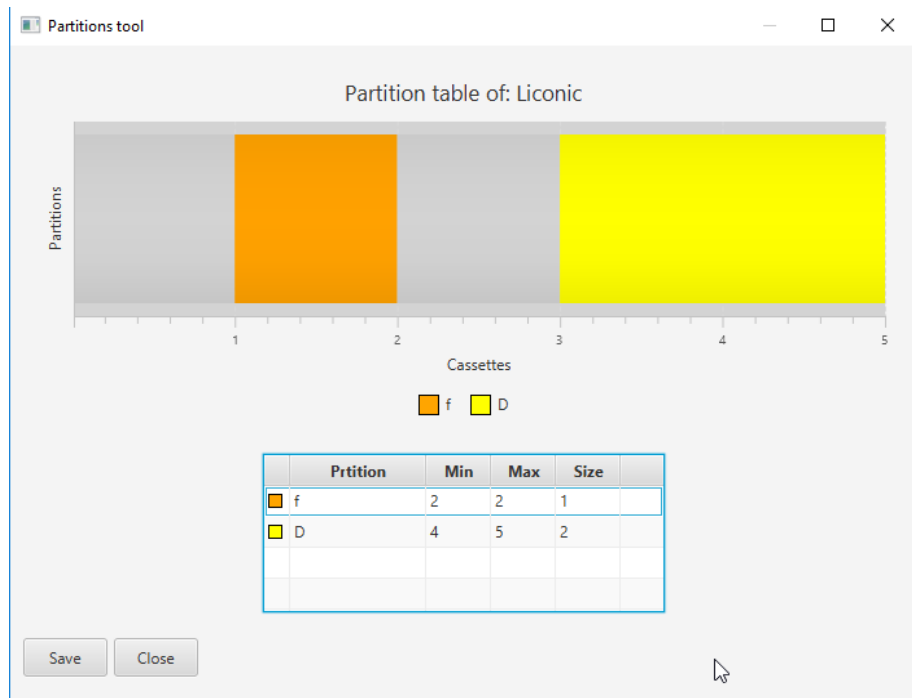 Partitions tool
Partition table of: Liconic
Partitions
1 2 3 4 5
Cassettes
f D
Prtition Min Max Size
f 2 2 1
D 4 5 2
Save Close